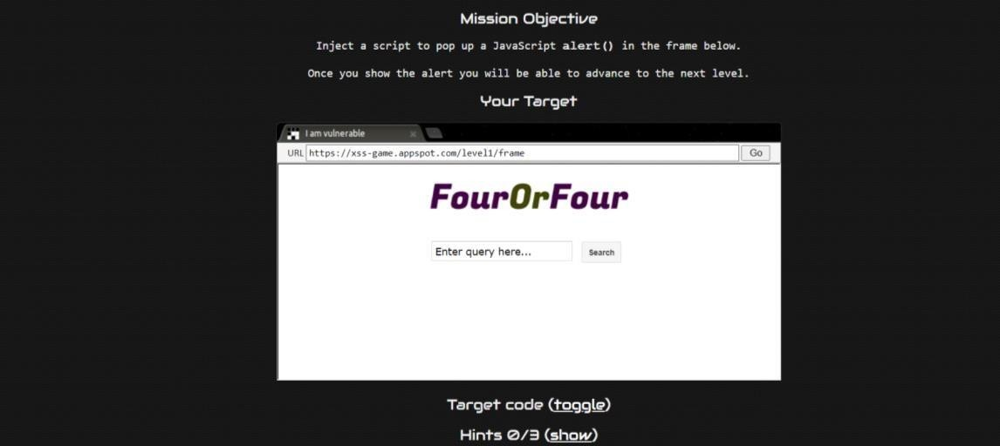 Mission Objective
Inject a script to pop up a JavaScript alert() in the frame below.
Once you show the alert you will be able to advance to the next level.
Your Target
I am vulnerable
URL https://xss-game.appspot.com/level1/frame Go
FourOrFour
Enter query here... Search
Target code (toggle)
Hints 0/3 (show)